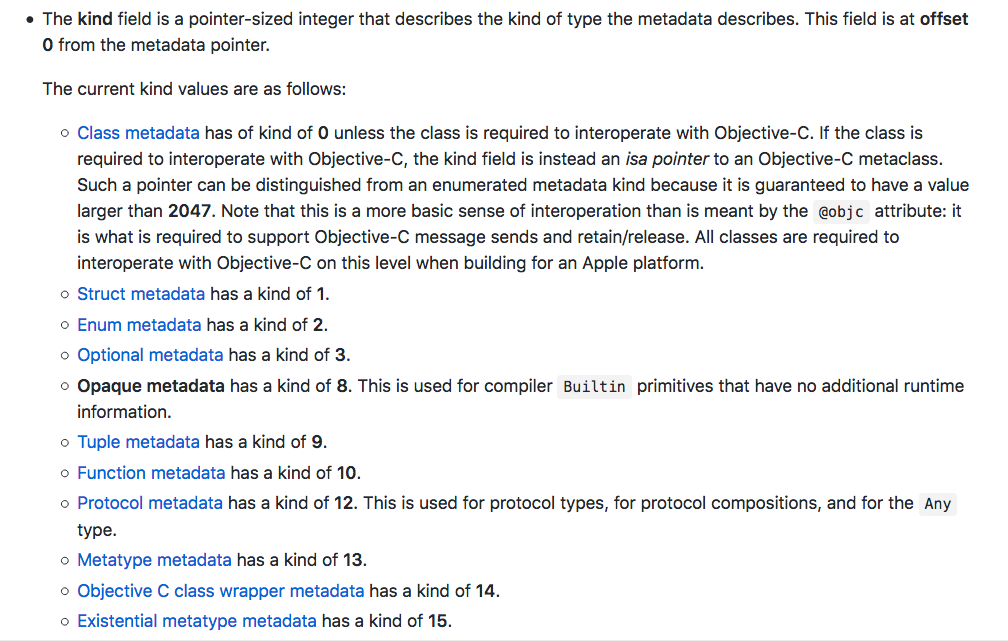 • The kind field is a pointer-sized integer that describes the kind of type the metadata describes. This field is at offset
0 from the metadata pointer.
The current kind values are as follows:
○ Class metadata has of kind of 0 unless the class is required to interoperate with Objective-C. If the class is
required to interoperate with Objective-C, the kind field is instead an isa pointer to an Objective-C metaclass.
Such a pointer can be distinguished from an enumerated metadata kind because it is guaranteed to have a value
larger than 2047. Note that this is a more basic sense of interoperation than is meant by the @objc attribute: it
is what is required to support Objective-C message sends and retain/release. All classes are required to
interoperate with Objective-C on this level when building for an Apple platform.
○ Struct metadata has a kind of 1.
○ Enum metadata has a kind of 2.
○ Optional metadata has a kind of 3.
○ Opaque metadata has a kind of 8. This is used for compiler Builtin primitives that have no additional runtime
information.
○ Tuple metadata has a kind of 9.
○ Function metadata has a kind of 10.
○ Protocol metadata has a kind of 12. This is used for protocol types, for protocol compositions, and for the Any
type.
○ Metatype metadata has a kind of 13.
○ Objective C class wrapper metadata has a kind of 14.
○ Existential metatype metadata has a kind of 15.